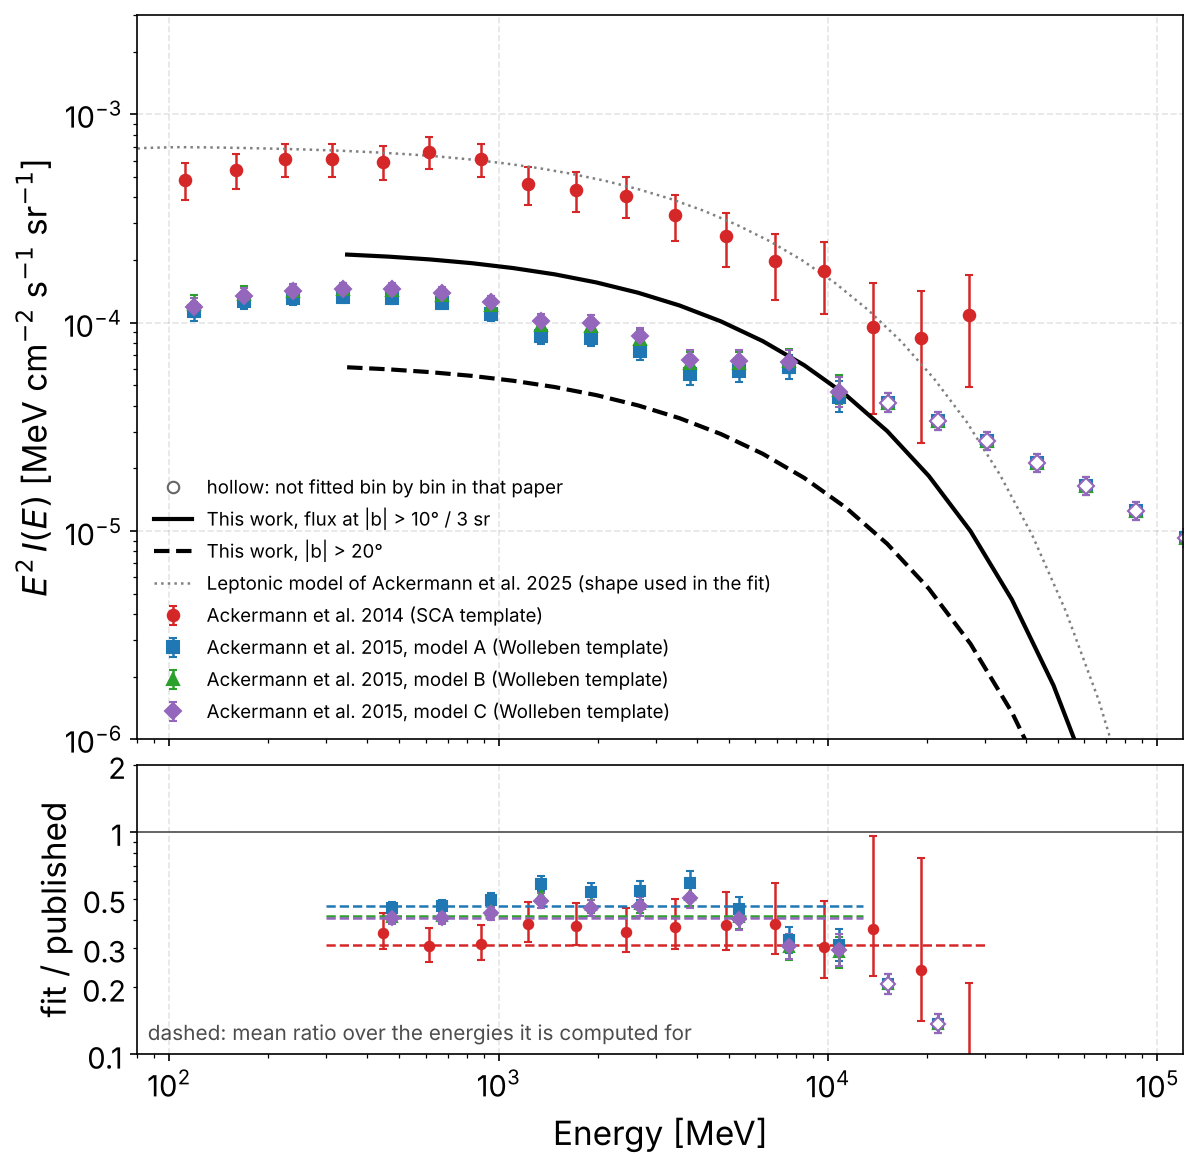 10⁻³
10⁻⁴
10⁻⁵
10⁻⁶
E² I(E) [MeV cm⁻² s⁻¹ sr⁻¹]
hollow: not fitted bin by bin in that paper
This work, flux at |b| > 10° / 3 sr
This work, |b| > 20°
Leptonic model of Ackermann et al. 2025 (shape used in the fit)
Ackermann et al. 2014 (SCA template)
Ackermann et al. 2015, model A (Wolleben template)
Ackermann et al. 2015, model B (Wolleben template)
Ackermann et al. 2015, model C (Wolleben template)
2
1
0.5
0.3
0.2
0.1
fit / published
dashed: mean ratio over the energies it is computed for
10² 10³ 10⁴ 10⁵
Energy [MeV]